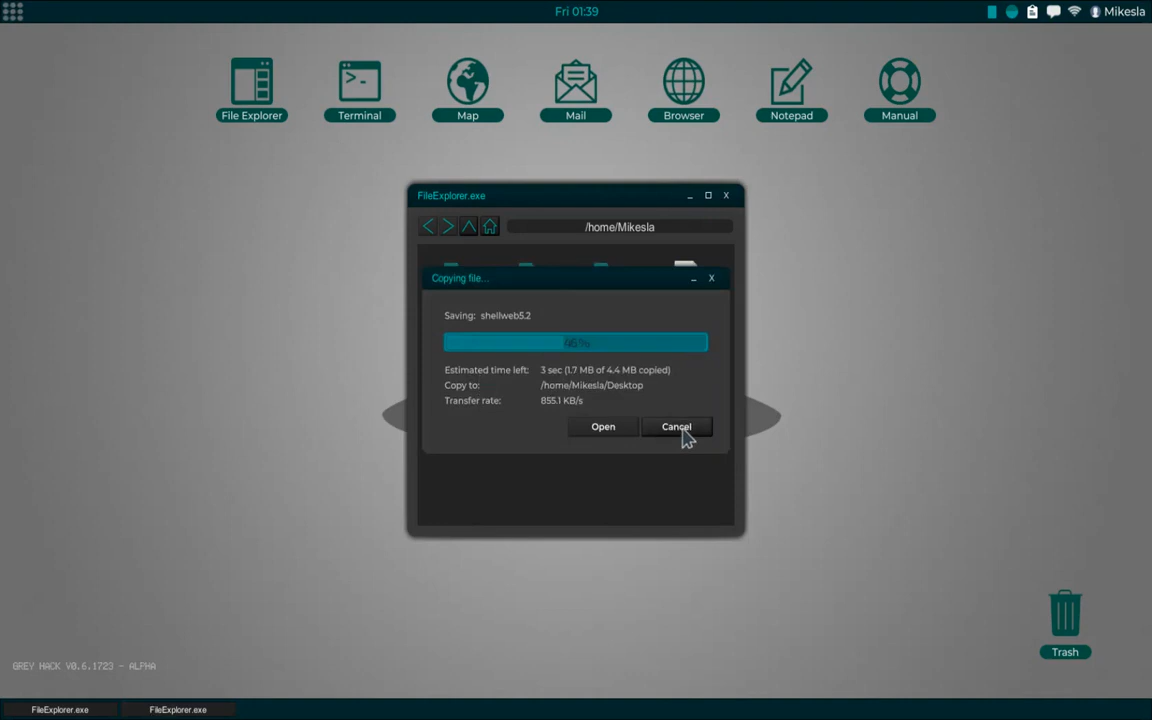 Fri 01:39
Mikesla
File Explorer
Terminal
Map
Mail
Browser
Notepad
Manual
FileExplorer.exe
_ X
/home/Mikesla
Copying file...
_ X
Saving: shellweb5.2
46%
Estimated time left: 3 sec (1.7 MB of 4.4 MB copied)
Copy to: /home/Mikesla/Desktop
Transfer rate: 855.1 KB/s
Open
Cancel
Trash
GREY HACK V0.6.1723 - ALPHA
FileExplorer.exe
FileExplorer.exe